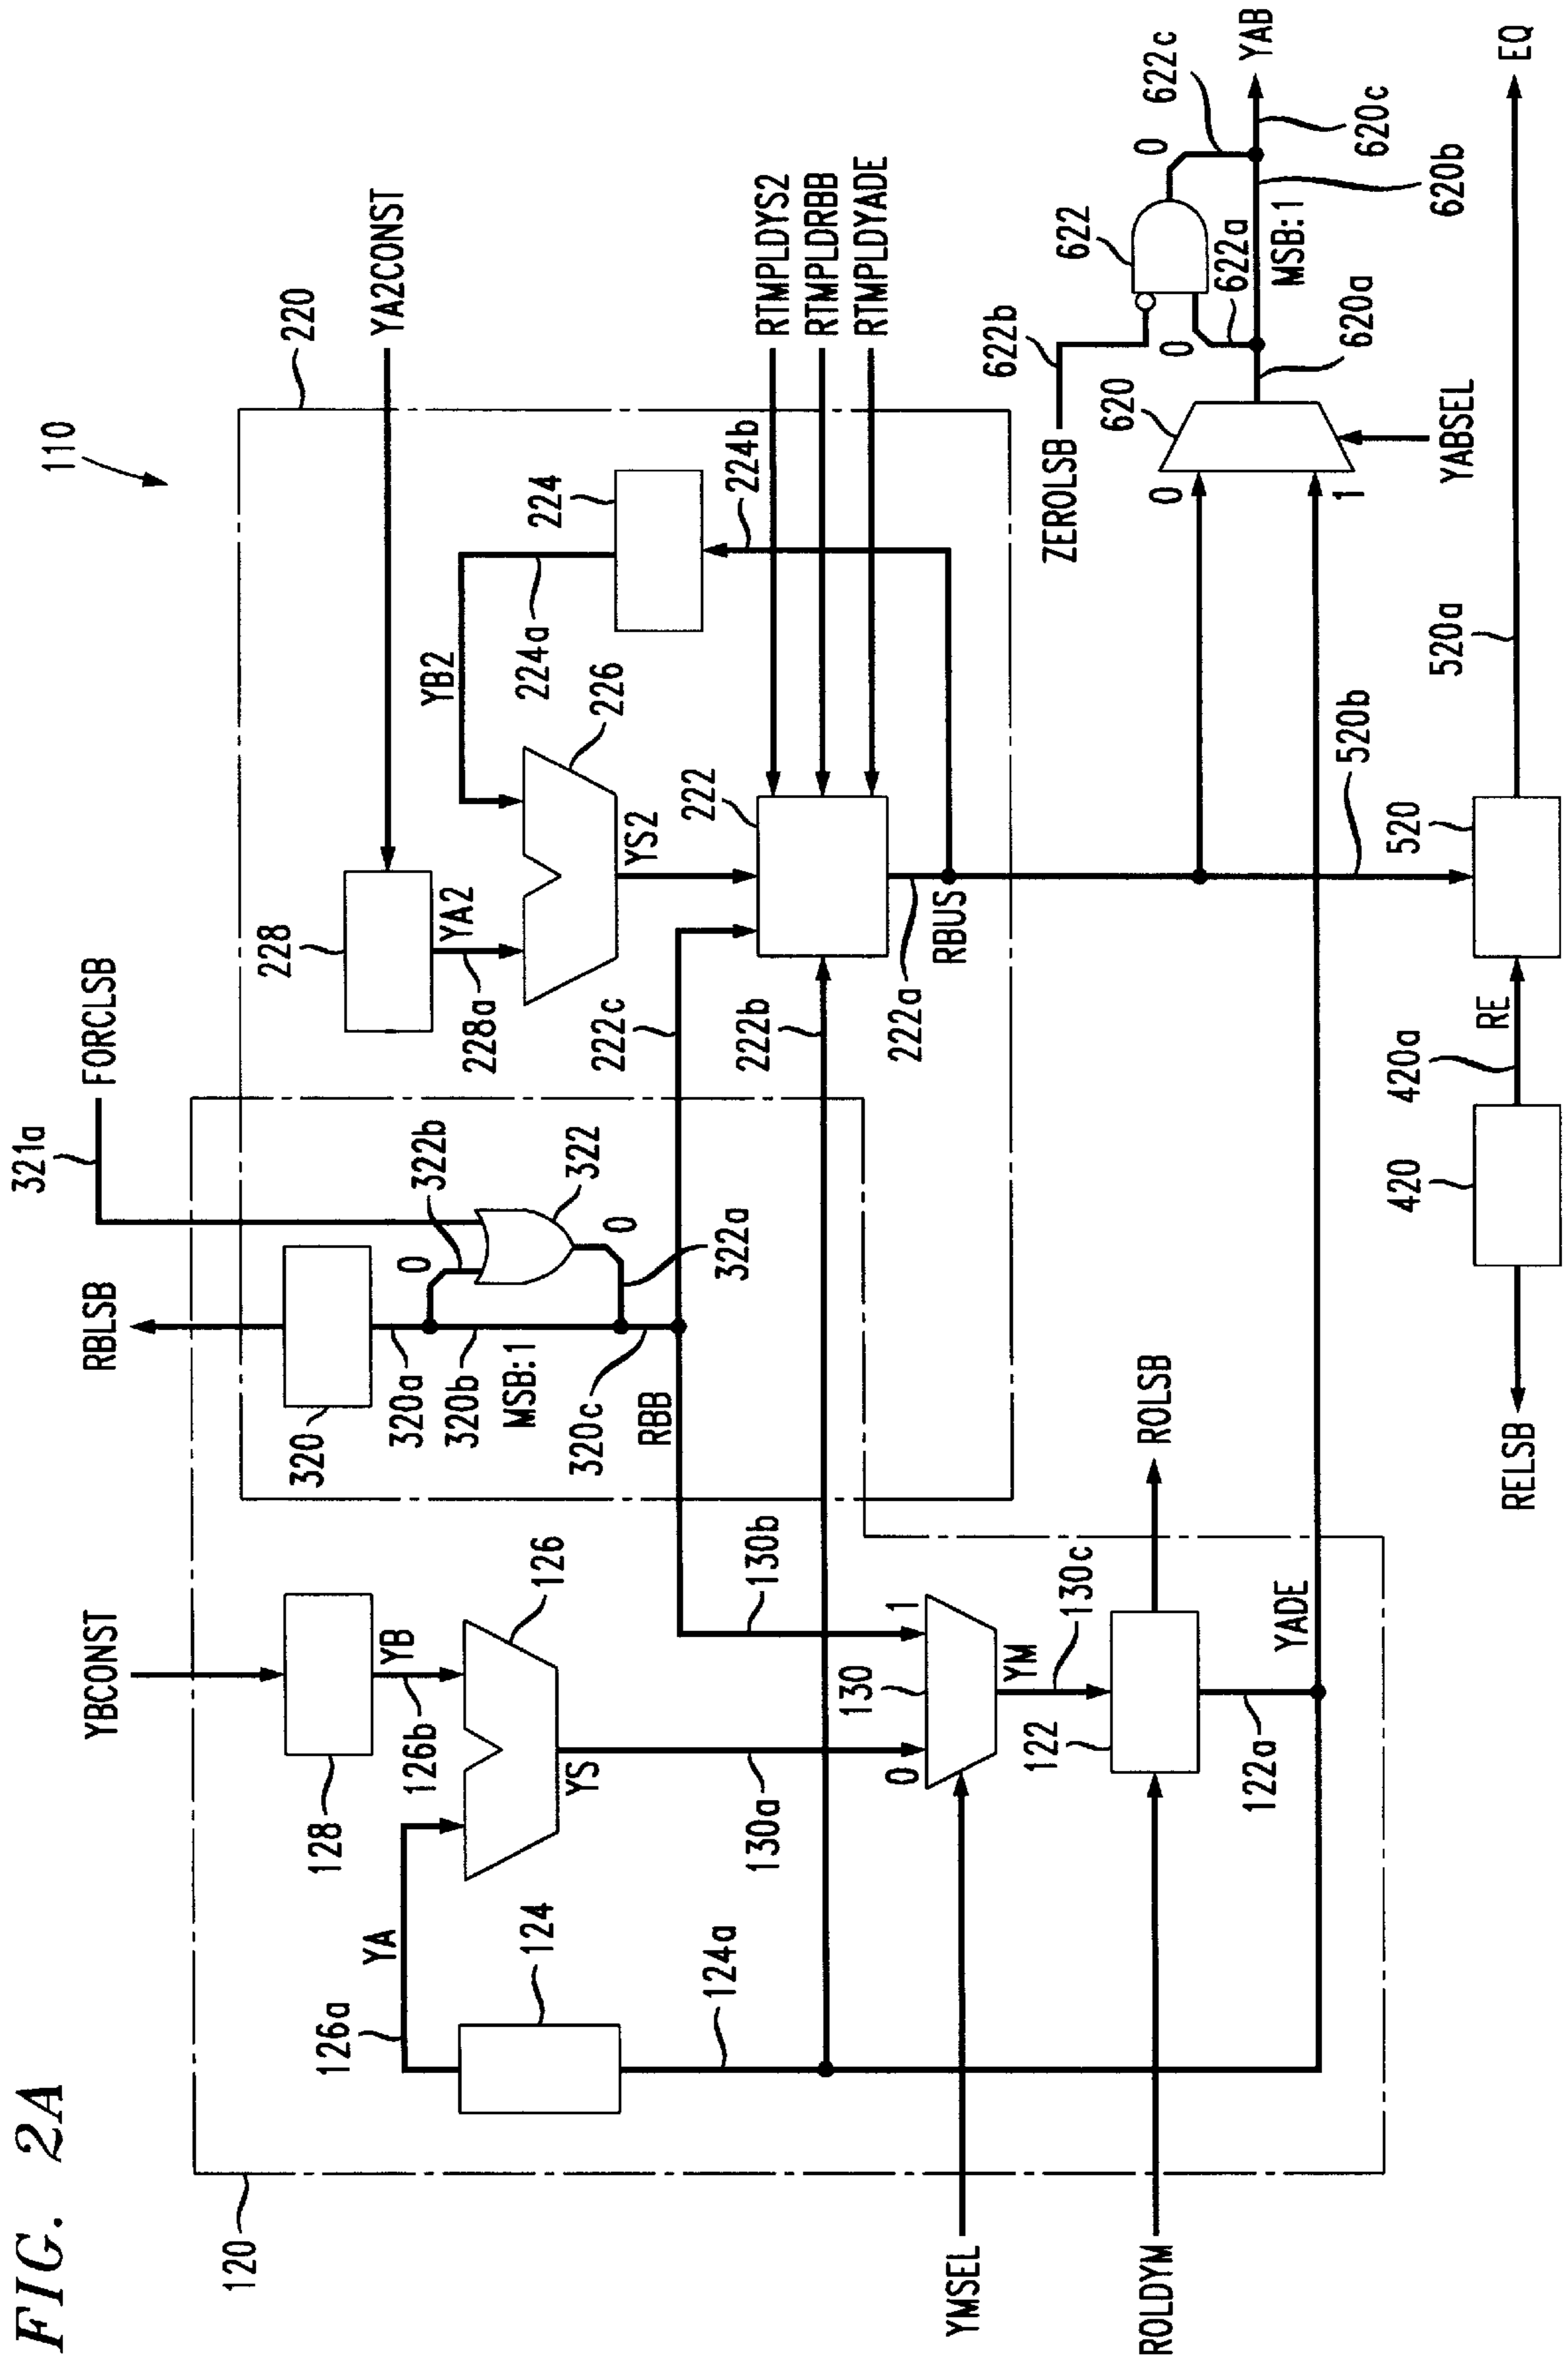 FIG. 2A
110
120
YBCONST
128
YB
126b
126
YA
126a
124
YS
124a
130a
130b
130
0
1
YM
130c
YMSEL
ROLDYM
122
122a
ROLSB
YADE
RBLSB
321a
FORCLSB
320
320a
320b
MSB:1
320c
RBB
0
322b
322
0
322a
220
YA2CONST
228
YA2
228a
YB2
224a
224
224b
226
YS2
222c
222b
222
222a
RBUS
RTMPLDYS2
RTMPLDRBB
RTMPLDYADE
ZEROLSB
622b
0
622a
622
0
622c
620
0
1
YABSEL
620a
MSB:1
620b
620c
YAB
RELSB
420
420a
RE
520
520b
520a
EQ